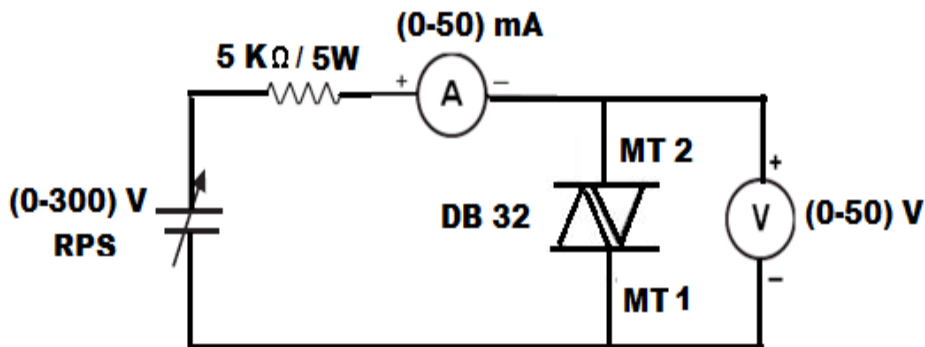 (0-50) mA
5 KΩ / 5W
+ A −
MT 2
+
(0-300) V
RPS
DB 32
V
(0-50) V
−
MT 1